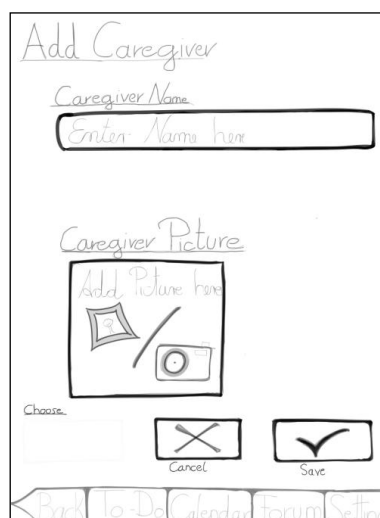 Add Caregiver
Caregiver Name
Enter Name here
Caregiver Picture
Add Picture here
Choose
Cancel
Save
Back To-Do Calendar Forum Settin